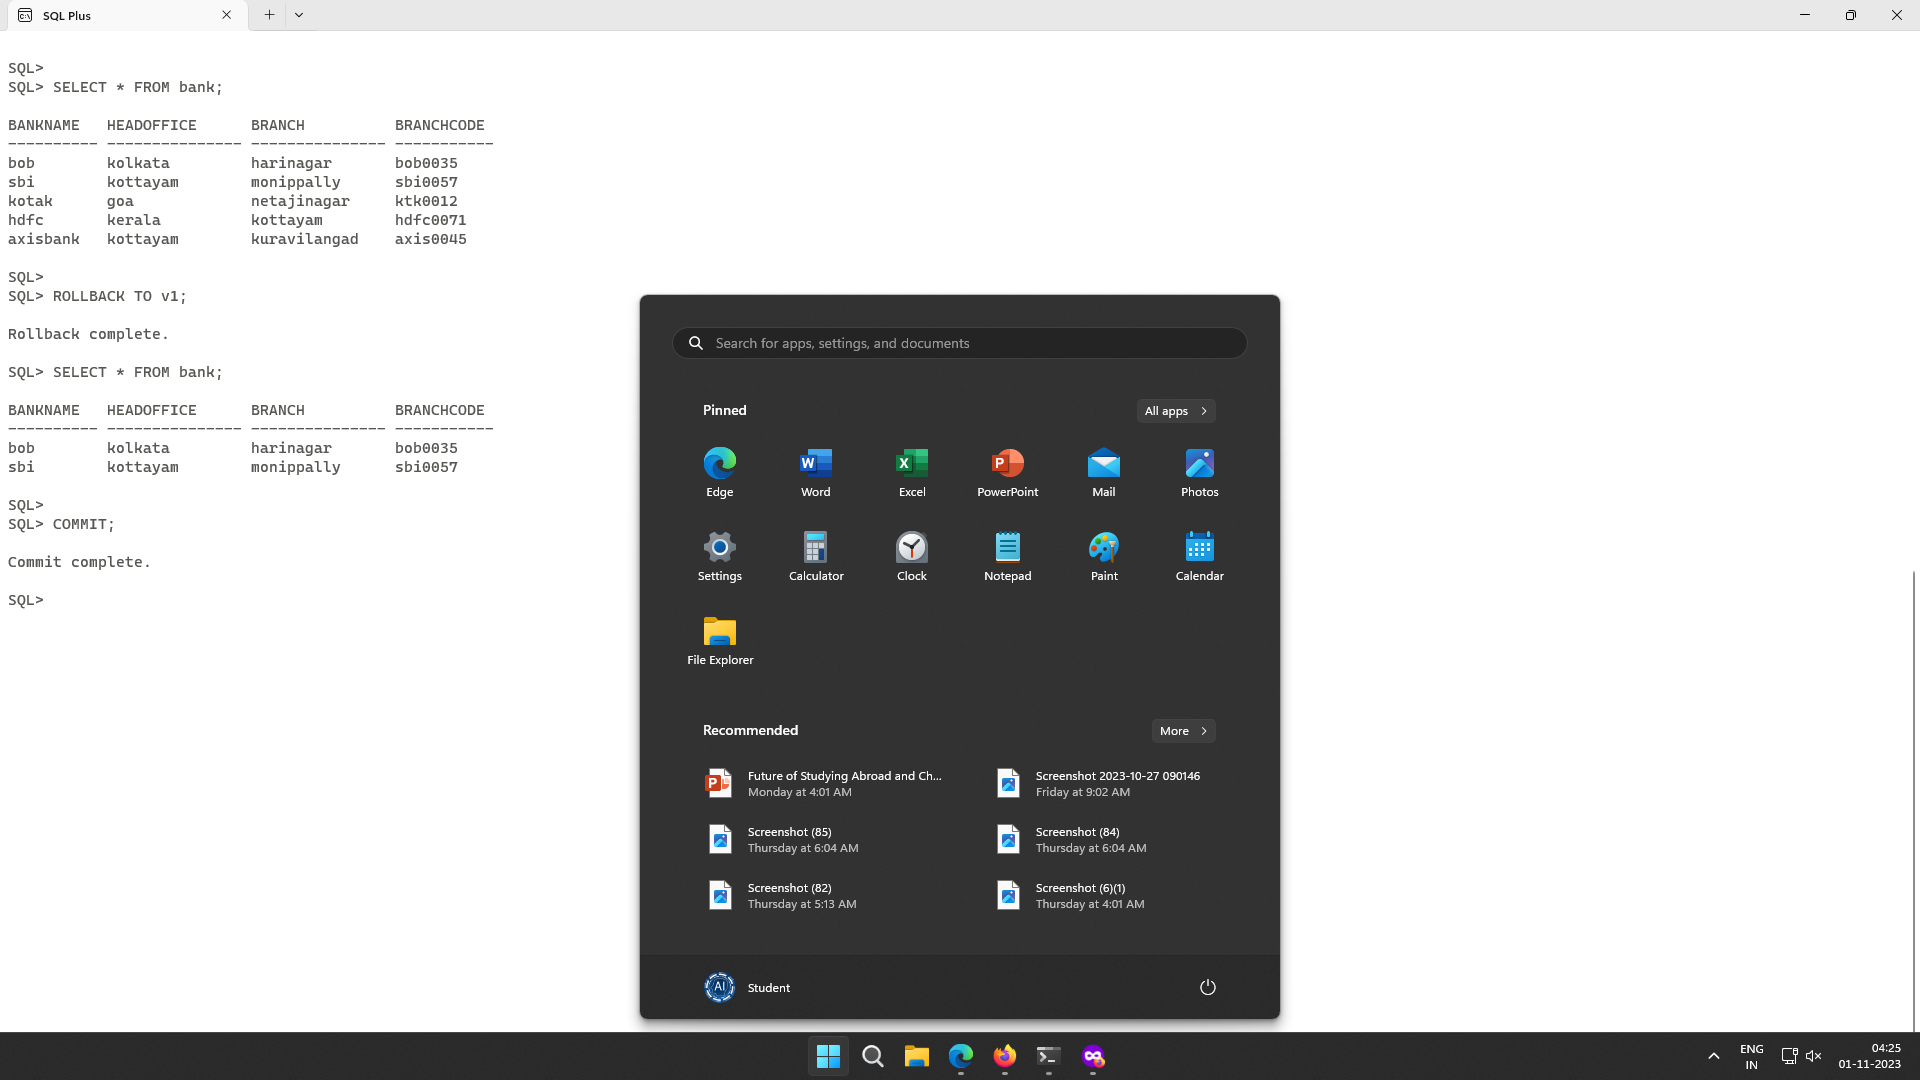 SQL Plus
SQL>
SQL> SELECT * FROM bank;
BANKNAME   HEADOFFICE      BRANCH          BRANCHCODE
---------- --------------- --------------- -----------
bob        kolkata         harinagar       bob0035
sbi        kottayam        monippally      sbi0057
kotak      goa             netajinagar     ktk0012
hdfc       kerala          kottayam        hdfc0071
axisbank   kottayam        kuravilangad    axis0045
SQL>
SQL> ROLLBACK TO v1;
Rollback complete.
SQL> SELECT * FROM bank;
BANKNAME   HEADOFFICE      BRANCH          BRANCHCODE
---------- --------------- --------------- -----------
bob        kolkata         harinagar       bob0035
sbi        kottayam        monippally      sbi0057
SQL>
SQL> COMMIT;
Commit complete.
SQL>
Search for apps, settings, and documents
Pinned All apps
Edge Word Excel PowerPoint Mail Photos
Settings Calculator Clock Notepad Paint Calendar
File Explorer
Recommended More
Future of Studying Abroad and Ch...
Monday at 4:01 AM
Screenshot 2023-10-27 090146
Friday at 9:02 AM
Screenshot (85)
Thursday at 6:04 AM
Screenshot (84)
Thursday at 6:04 AM
Screenshot (82)
Thursday at 5:13 AM
Screenshot (6)(1)
Thursday at 4:01 AM
AI Student
ENG
IN
04:25
01-11-2023